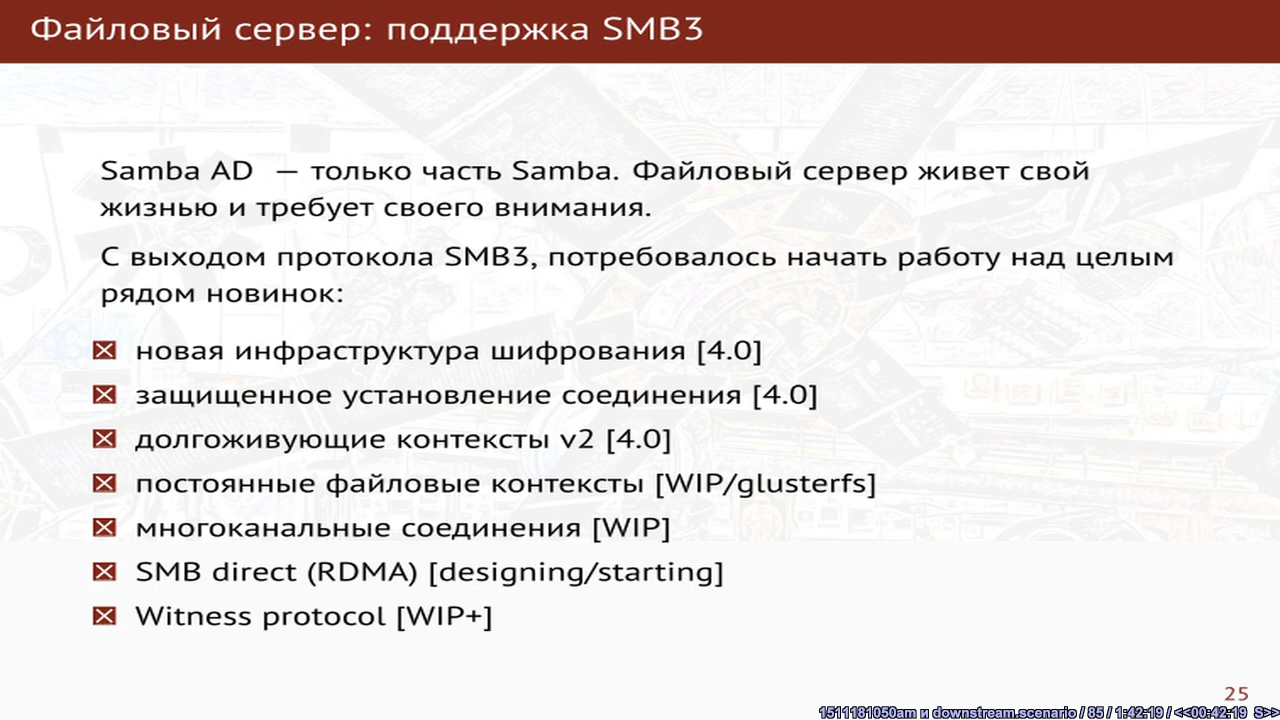 Файловый сервер: поддержка SMB3
Samba AD — только часть Samba. Файловый сервер живет свой
жизнью и требует своего внимания.
С выходом протокола SMB3, потребовалось начать работу над целым
рядом новинок:
новая инфраструктура шифрования [4.0]
защищенное установление соединения [4.0]
долгоживующие контексты v2 [4.0]
постоянные файловые контексты [WIP/glusterfs]
многоканальные соединения [WIP]
SMB direct (RDMA) [designing/starting]
Witness protocol [WIP+]
25
1511181050am и downstream.scenario / 85 / 1:42:19 / <<00:42:19 S>>